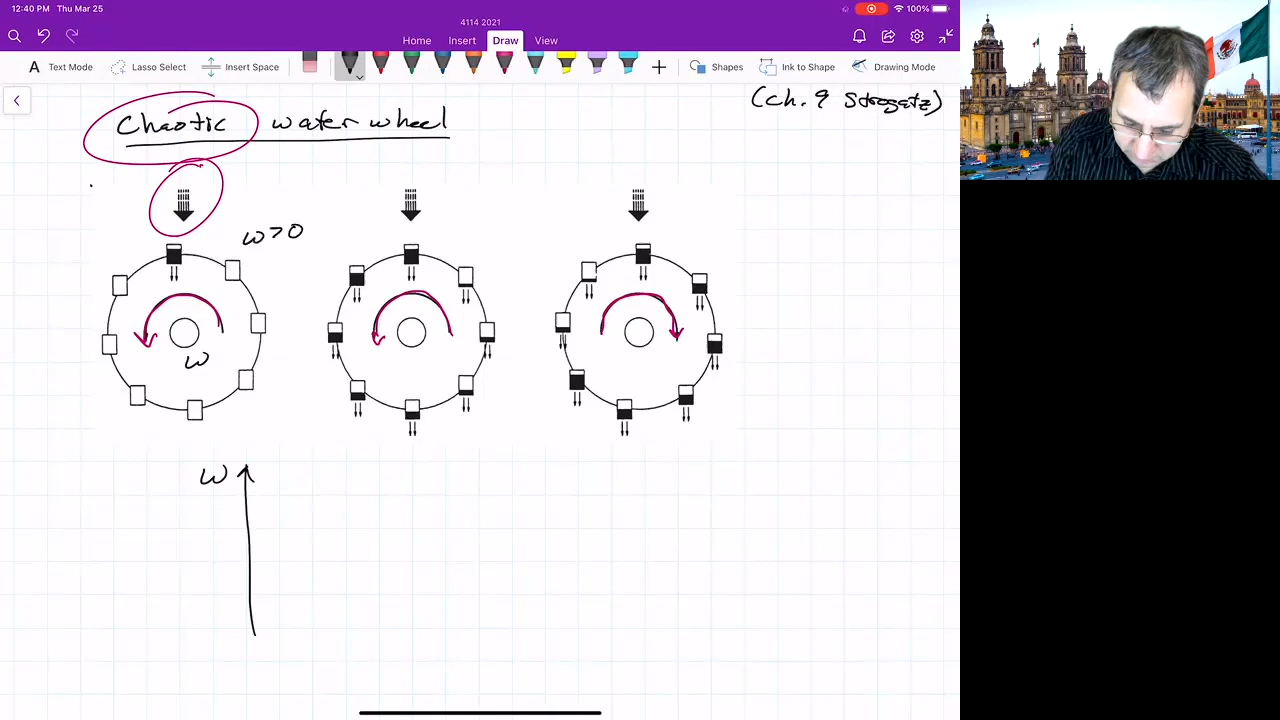 12:40 PM Thu Mar 25
100%
4114 2021
Home Insert Draw View
A Text Mode Lasso Select Insert Space Shapes Ink to Shape Drawing Mode
(Ch. 9 Strogatz)
Chaotic water wheel
ω>0
ω
ω